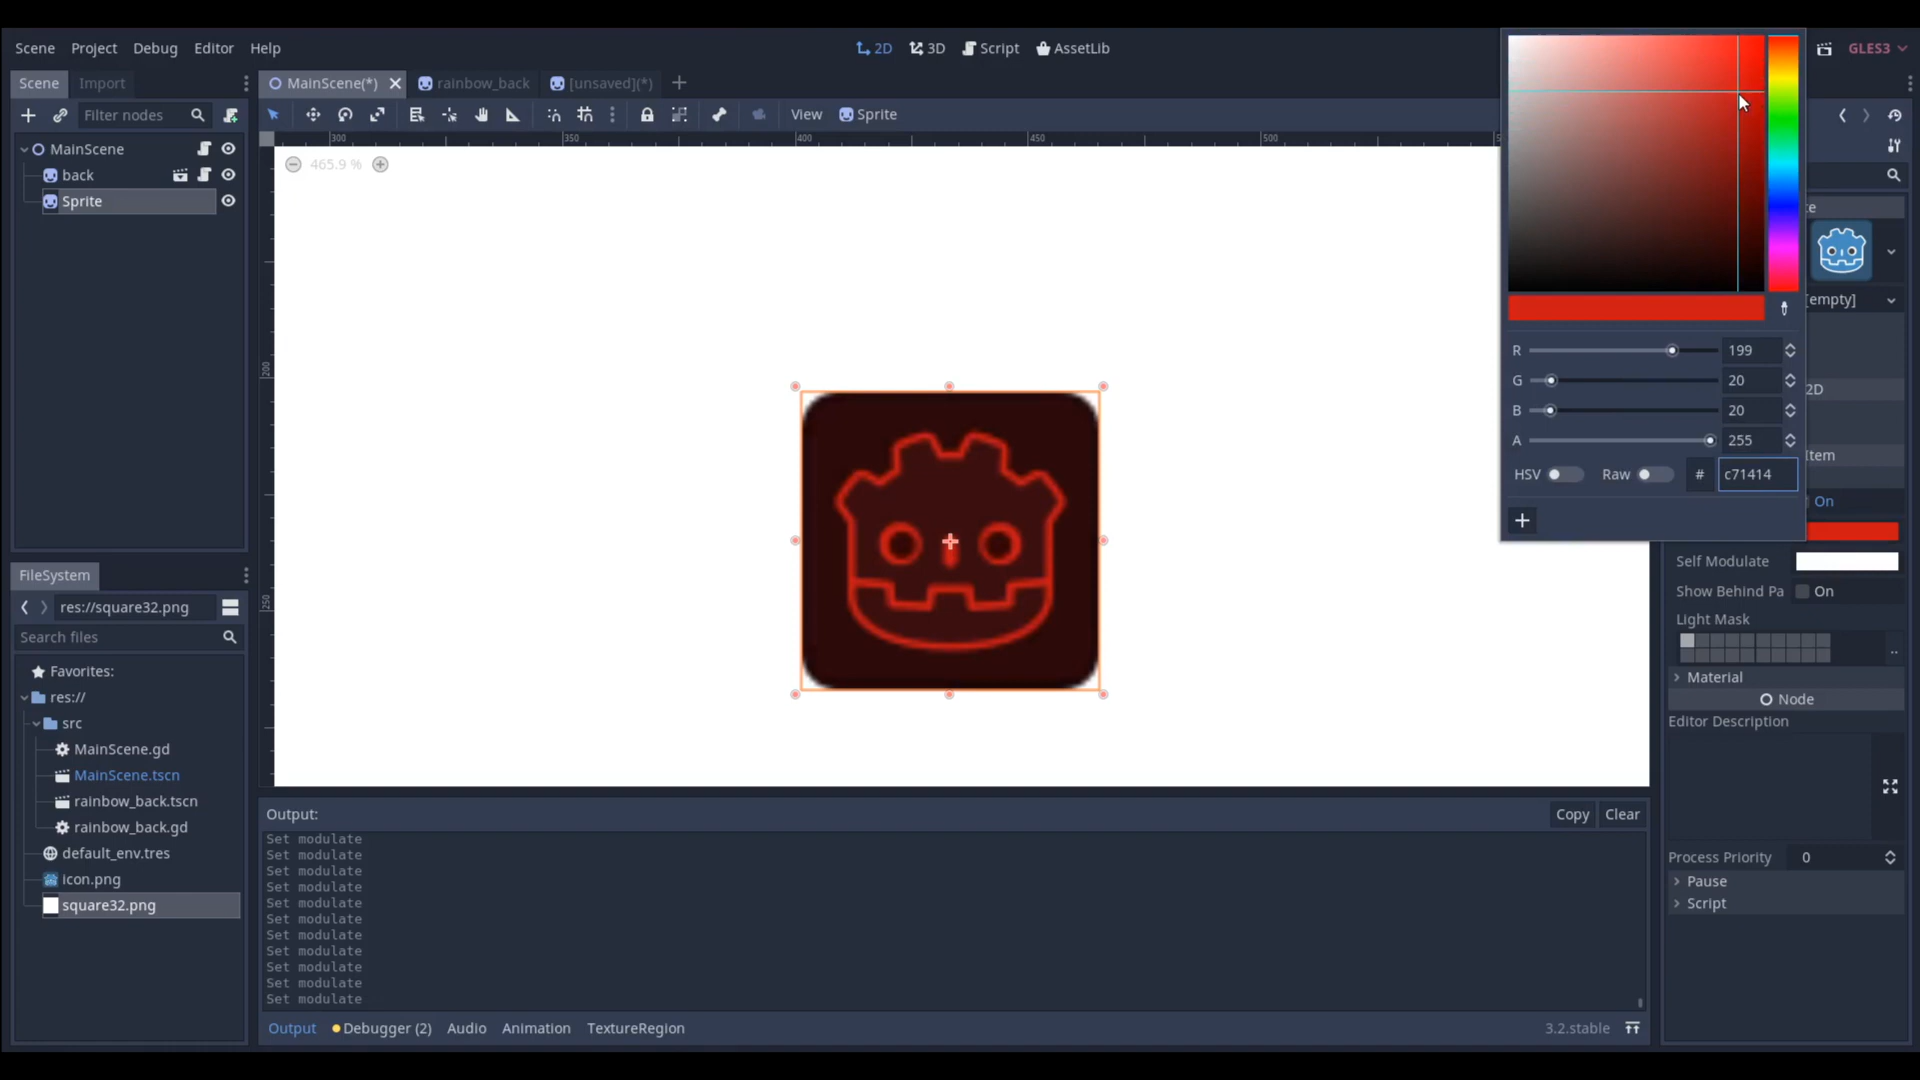 Scene Project Debug Editor Help
2D 3D Script AssetLib
GLES3
Scene Import
MainScene(*) rainbow_back [unsaved](*)
Filter nodes
View Sprite
300 350 400 450 500
MainScene
465.9 %
back
Sprite
te
[empty]
R 199
200
G 20
2D
B 20
A 255
Item
HSV Raw # c71414
On
Self Modulate
FileSystem
Show Behind Pa On
res://square32.png
250
Light Mask
Search files
..
Favorites:
Material
res://
Node
src
Editor Description
MainScene.gd
MainScene.tscn
rainbow_back.tscn
Output: Copy Clear
rainbow_back.gd
Set modulate
Set modulate
default_env.tres
Process Priority 0
Set modulate
icon.png
Pause
Set modulate
Set modulate
square32.png
Script
Set modulate
Set modulate
Set modulate
Set modulate
Set modulate
Set modulate
Output Debugger (2) Audio Animation TextureRegion 3.2.stable